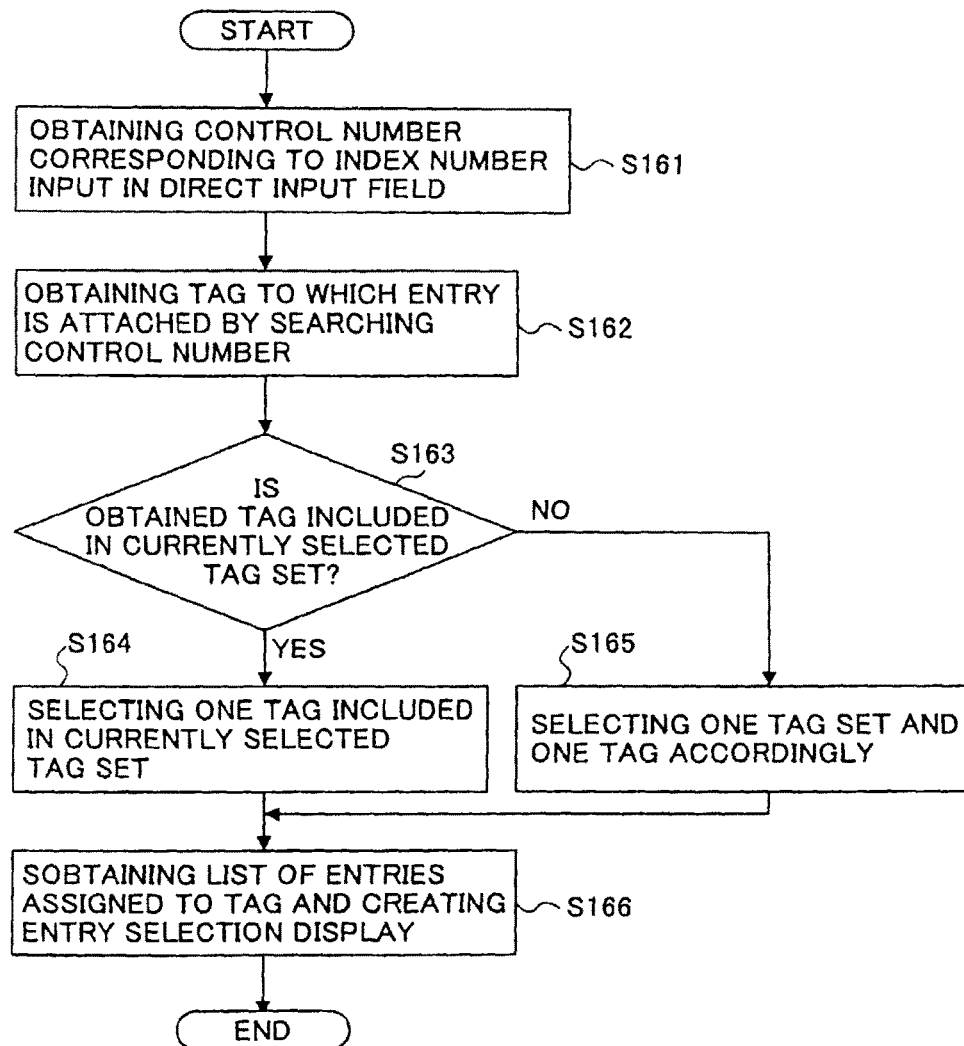 START
OBTAINING CONTROL NUMBER
CORRESPONDING TO INDEX NUMBER
INPUT IN DIRECT INPUT FIELD
S161
OBTAINING TAG TO WHICH ENTRY
IS ATTACHED BY SEARCHING
CONTROL NUMBER
S162
S163
IS
OBTAINED TAG INCLUDED
IN CURRENTLY SELECTED
TAG SET?
NO
YES
S164
SELECTING ONE TAG INCLUDED
IN CURRENTLY SELECTED
TAG SET
S165
SELECTING ONE TAG SET AND
ONE TAG ACCORDINGLY
SOBTAINING LIST OF ENTRIES
ASSIGNED TO TAG AND CREATING
ENTRY SELECTION DISPLAY
S166
END